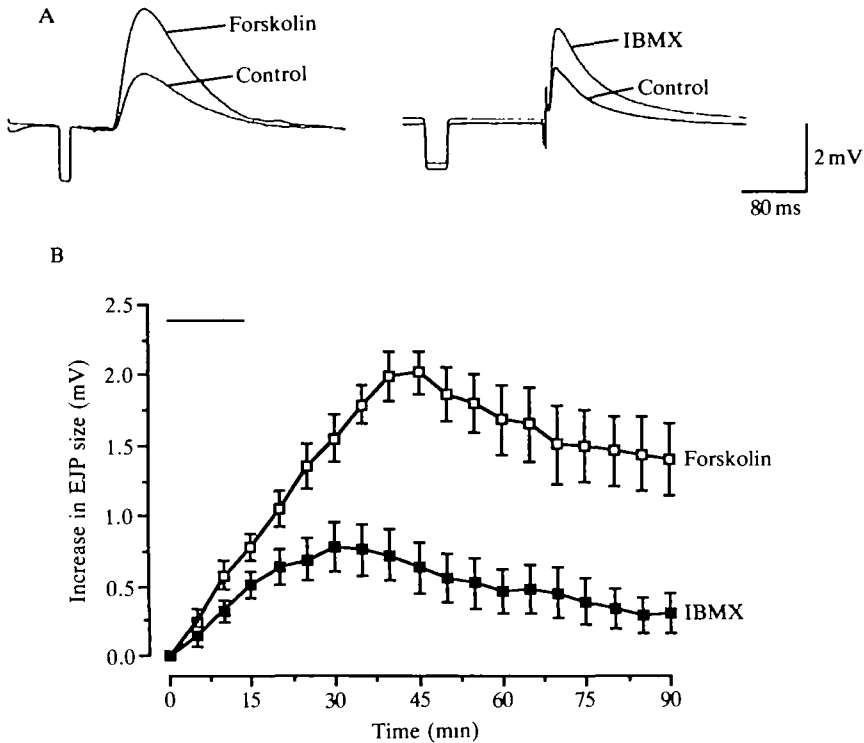 A
Forskolin
Control
IBMX
Control
2 mV
80 ms
B
2.5
2.0
1.5
1.0
0.5
0.0
Increase in EJP size (mV)
Forskolin
IBMX
0 15 30 45 60 75 90
Time (min)